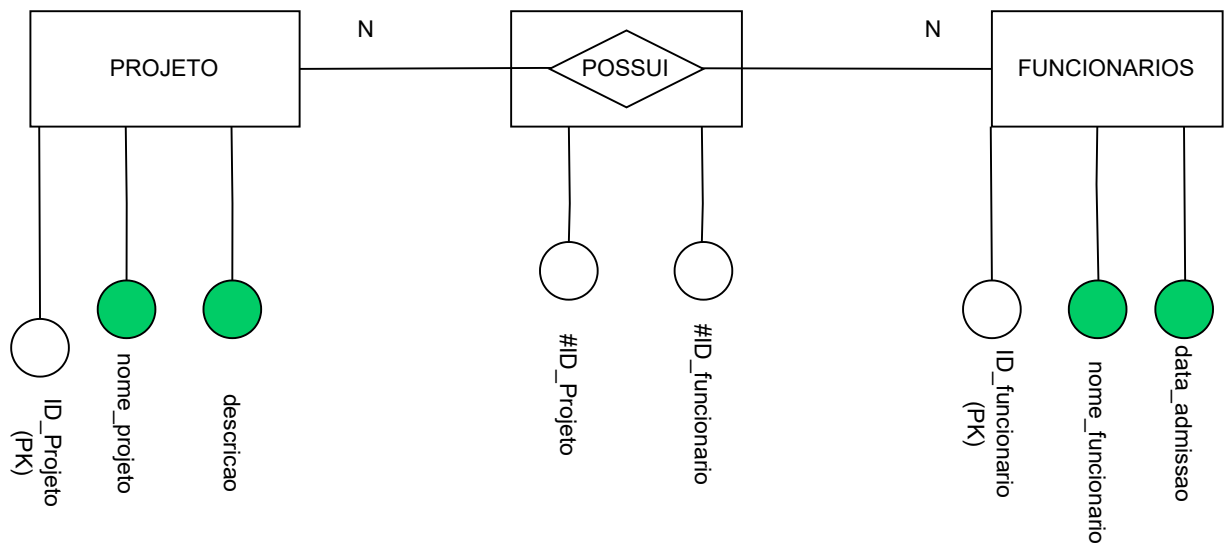 N
N
PROJETO
POSSUI
FUNCIONARIOS
ID_Projeto
(PK)
nome_projeto
descricao
#ID_Projeto
#ID_funcionario
ID_funcionario
(PK)
nome_funcionario
data_admissao